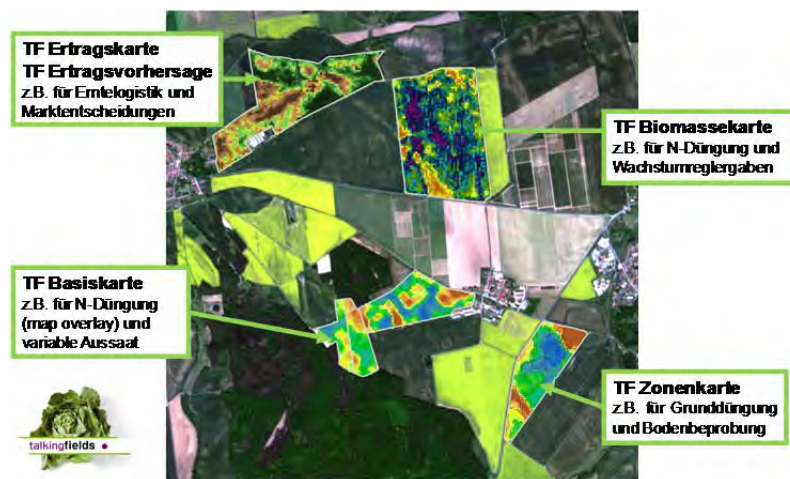 TF Ertragskarte
TF Ertragsvorhersage
z.B. für Erntelogistik und
Marktentscheidungen
TF Biomassekarte
z.B. für N-Düngung und
Wachstumreglergaben
TF Basiskarte
z.B. für N-Düngung
(map overlay) und
variable Aussaat
TF Zonenkarte
z.B. für Grunddüngung
und Bodenbeprobung
talkingfields